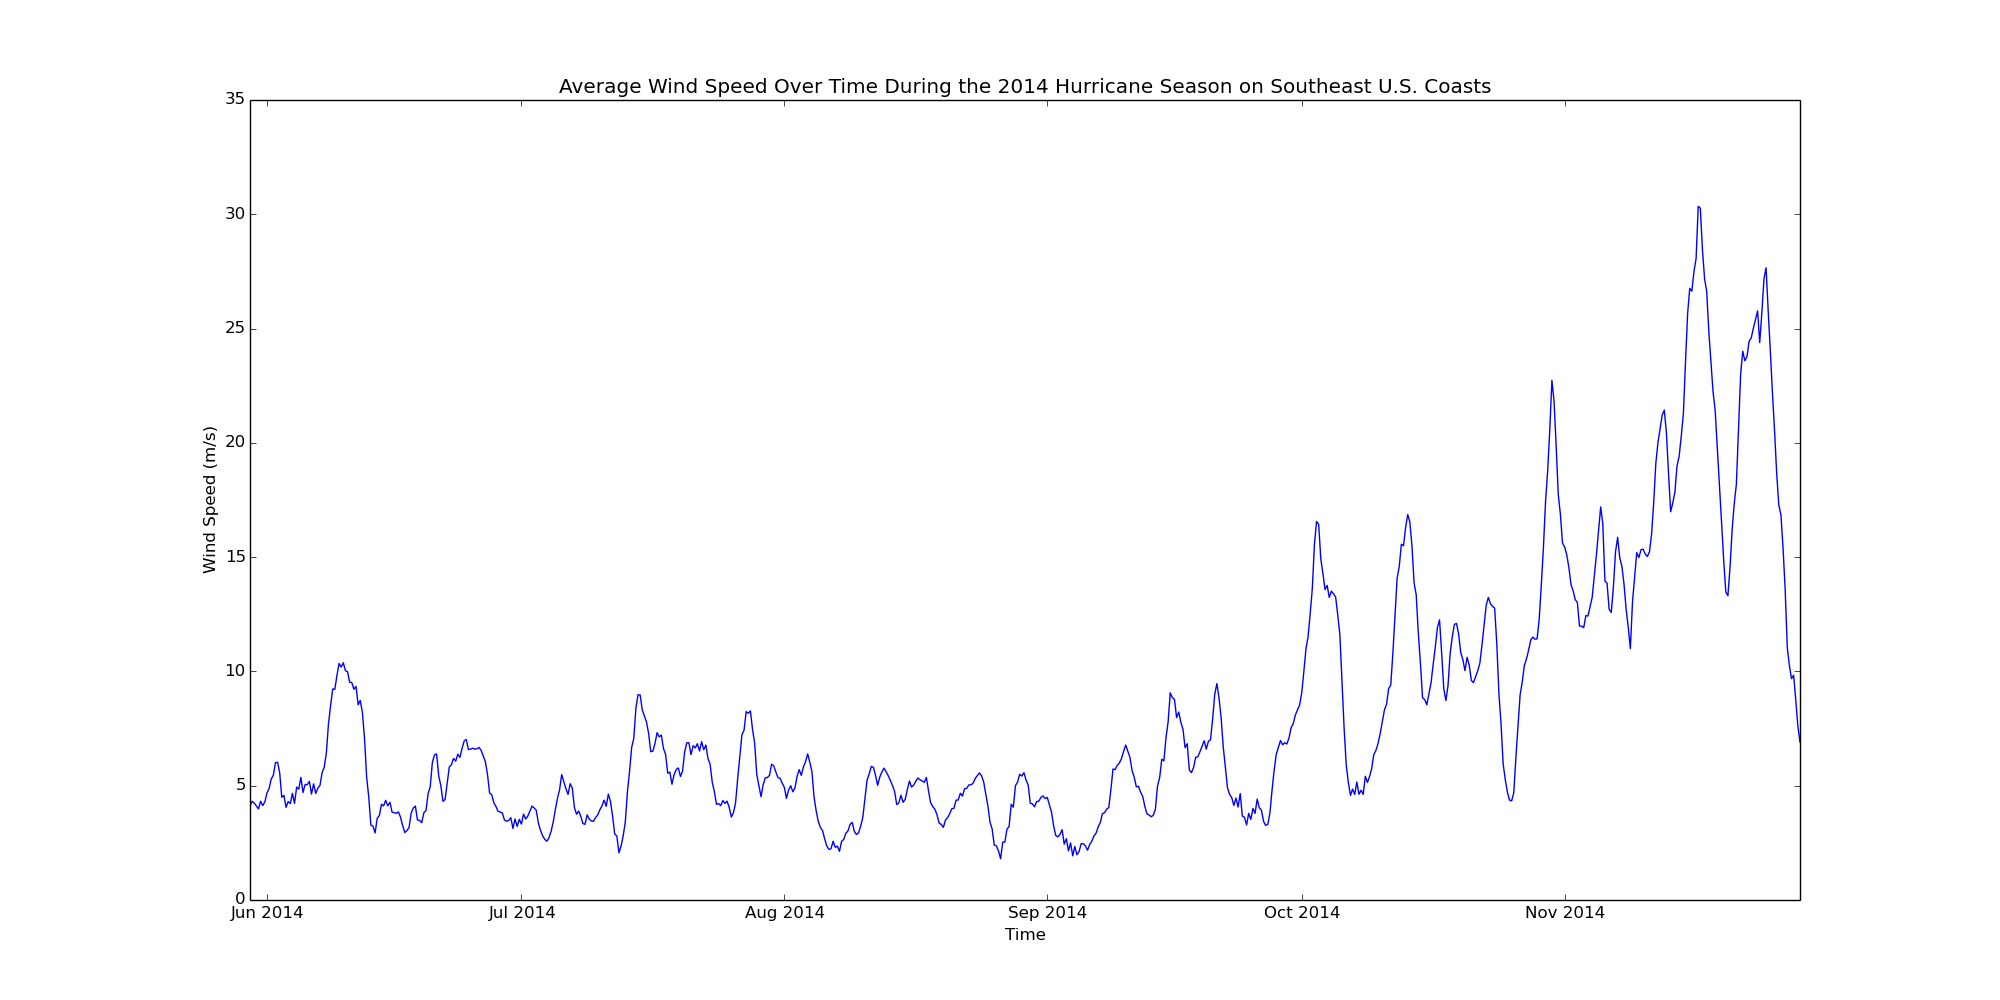 Average Wind Speed Over Time During the 2014 Hurricane Season on Southeast U.S. Coasts
35
30
25
20
15
10
5
0
Wind Speed (m/s)
Jun 2014 Jul 2014 Aug 2014 Sep 2014 Oct 2014 Nov 2014
Time